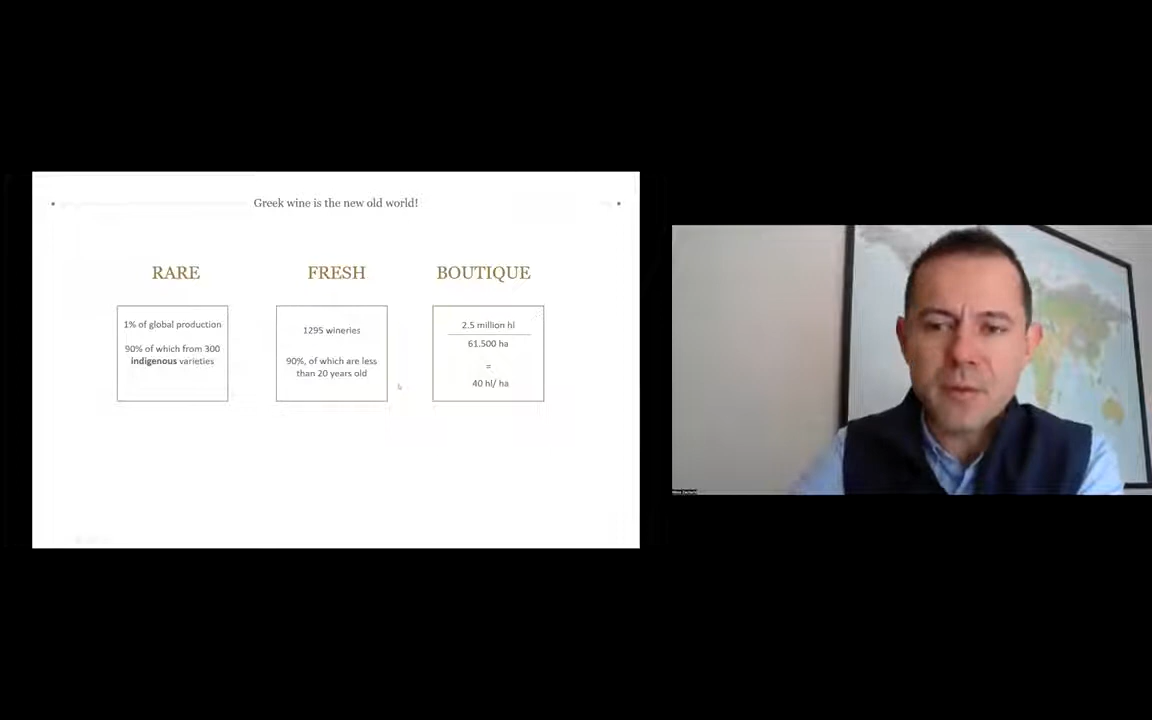 Greek wine is the new old world!
RARE
1% of global production
90% of which from 300
indigenous varieties
FRESH
1295 wineries
90%, of which are less
than 20 years old
BOUTIQUE
2.5 million hl
61.500 ha
=
40 hl/ ha